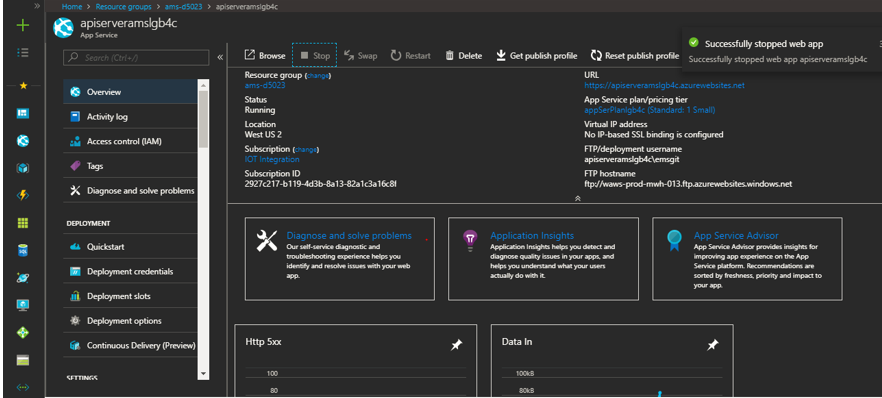 Home > Resource groups > ams-d5023 > apiserveramslgb4c
apiserveramslgb4c
App Service
Search (Ctrl+/)
Overview
Activity log
Access control (IAM)
Tags
Diagnose and solve problems
DEPLOYMENT
Quickstart
Deployment credentials
Deployment slots
Deployment options
Continuous Delivery (Preview)
SETTINGS
Browse Stop Swap Restart Delete Get publish profile Reset publish profile
Successfully stopped web app
Successfully stopped web app apiserveramslgb4c
Resource group (change)
ams-d5023
Status
Running
Location
West US 2
Subscription (change)
IOT Integration
Subscription ID
2927c217-b119-4d3b-8a13-82a1c3a16c8f
URL
https://apiserveramslgb4c.azurewebsites.net
App Service plan/pricing tier
appSerPlanlgb4c (Standard: 1 Small)
Virtual IP address
No IP-based SSL binding is configured
FTP/deployment username
apiserveramslgb4c\emsgit
FTP hostname
ftp://waws-prod-mwh-013.ftp.azurewebsites.windows.net
Diagnose and solve problems
Our self-service diagnostic and
troubleshooting experience helps you
identify and resolve issues with your web
app.
Application Insights
Application Insights helps you detect and
diagnose quality issues in your apps, and
helps you understand what your users
actually do with it.
App Service Advisor
App Service Advisor provides insights for
improving app experience on the App
Service platform. Recommendations are
sorted by freshness, priority and impact to
your app.
Http 5xx
100
80
Data In
100kB
80kB